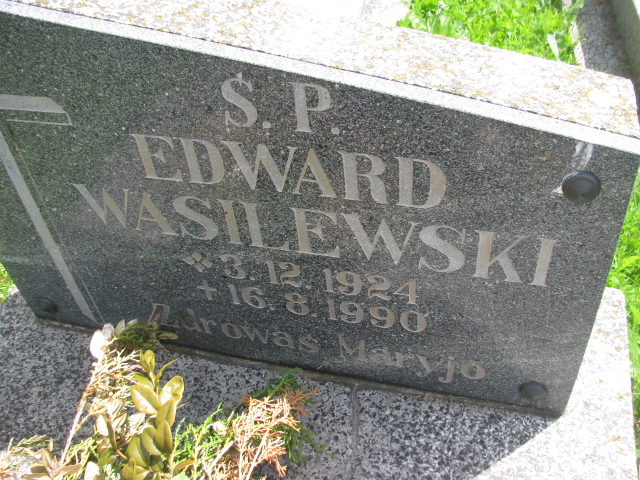 Ś. P.
EDWARD
WASILEWSKI
* 3. 12. 1924
+ 16. 8. 1990
Zdrowaś Maryjo